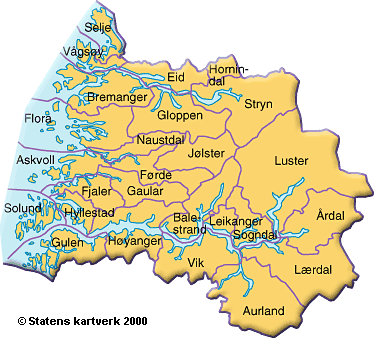 Selje
Vågsøy
Eid
Hornin-
dal
Bremanger
Stryn
Gloppen
Flora
Naustdal
Jølster
Askvoll
Luster
Førde
Fjaler
Gaular
Solund
Hyllestad
Bale-
strand
Leikanger
Årdal
Sogndal
Gulen
Høyanger
Vik
Lærdal
Aurland
© Statens kartverk 2000